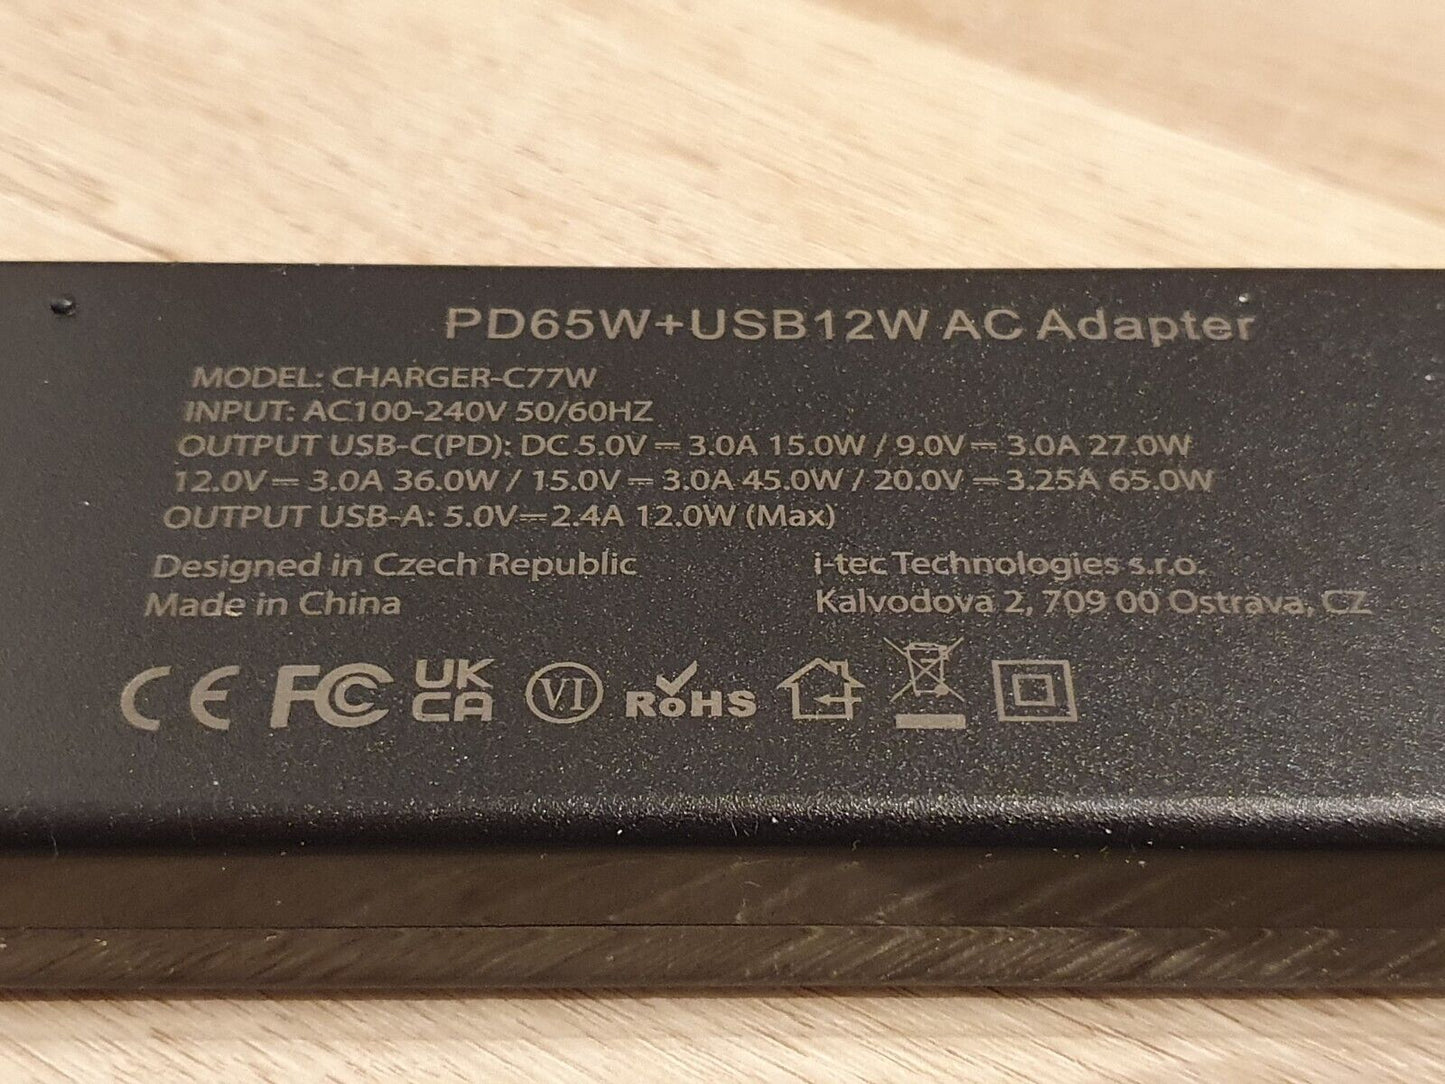 PD65W+USB12W AC Adapter
MODEL: CHARGER-C77W
INPUT: AC100-240V 50/60HZ
OUTPUT USB-C(PD): DC 5.0V⎓3.0A 15.0W / 9.0V⎓3.0A 27.0W
12.0V⎓3.0A 36.0W / 15.0V⎓3.0A 45.0W / 20.0V⎓3.25A 65.0W
OUTPUT USB-A: 5.0V⎓2.4A 12.0W (Max)
Designed in Czech Republic
Made in China
i-tec Technologies s.r.o.
Kalvodova 2, 709 00 Ostrava, CZ
CE FC UK CA VI RoHS